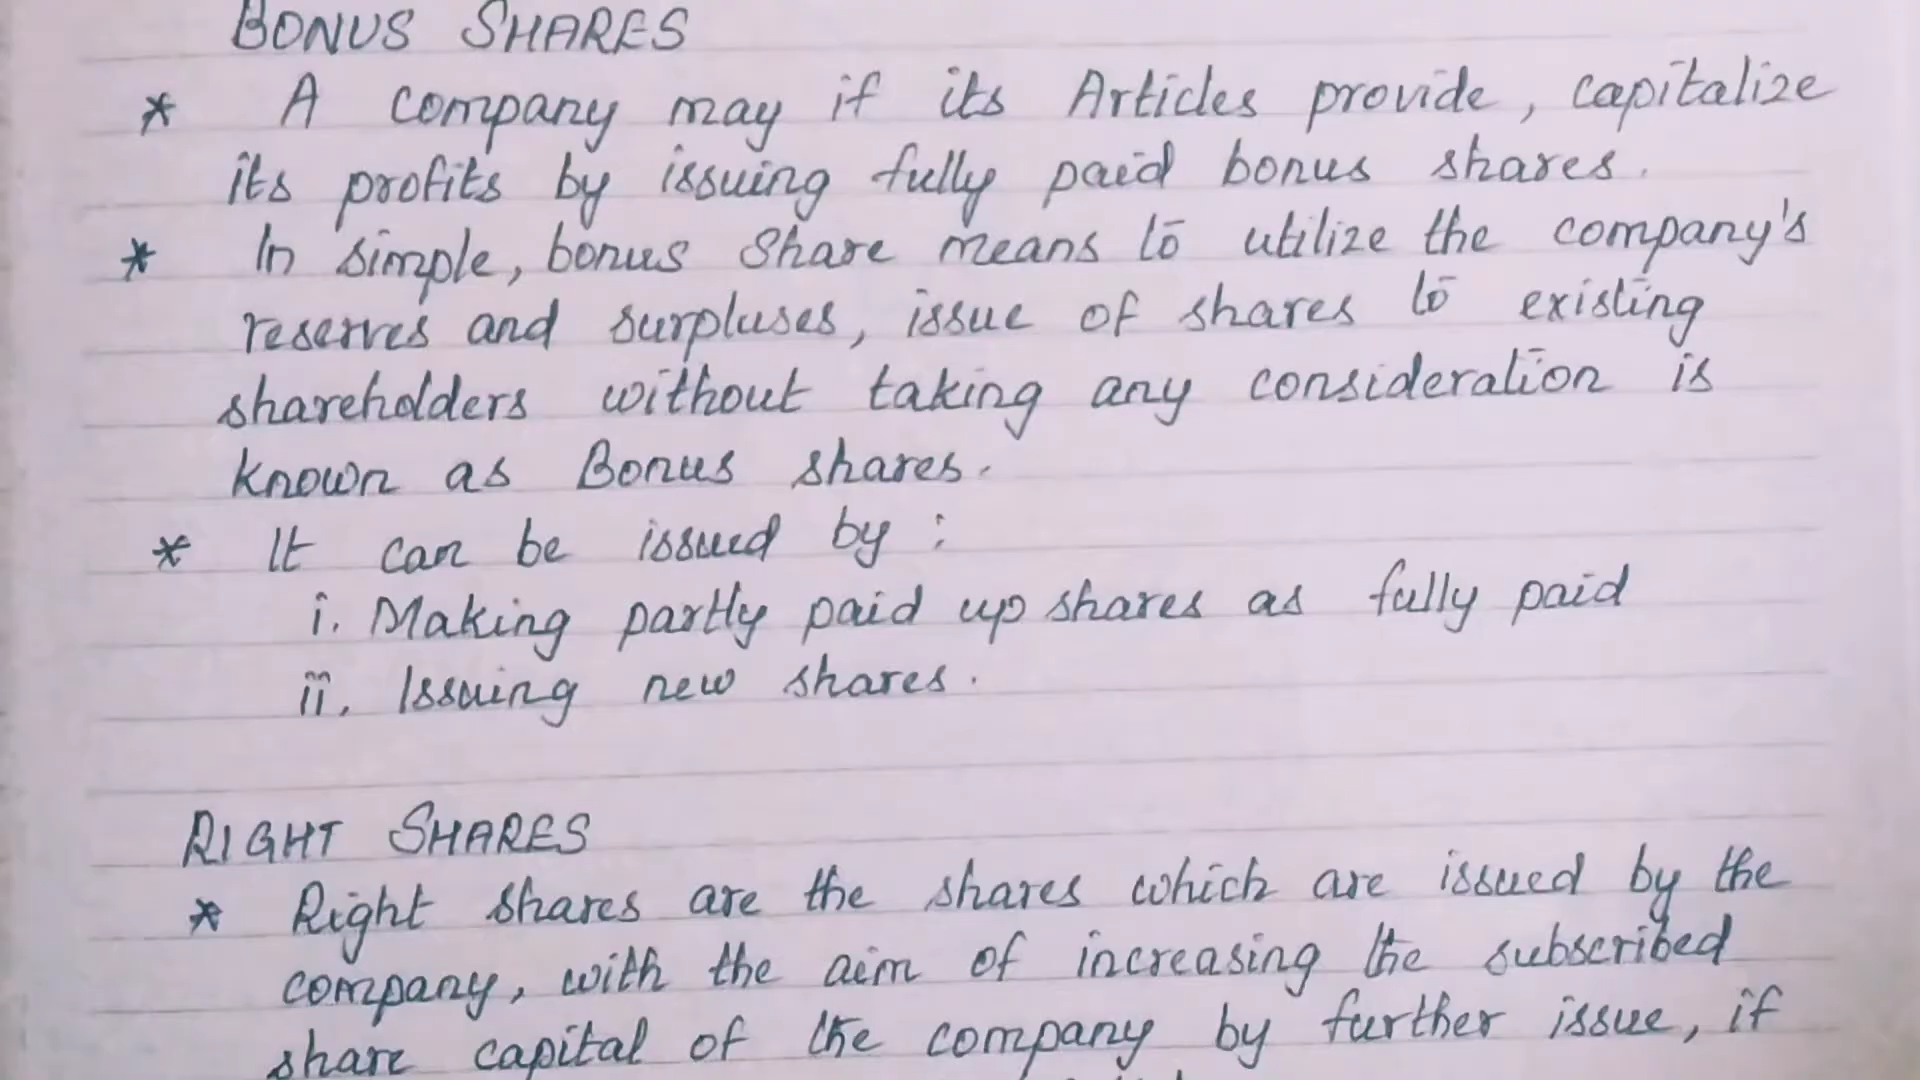 BONUS SHARES
* A company may if its Articles provide, capitalize
its profits by issuing fully paid bonus shares.
* In simple, bonus Share means to utilize the company's
reserves and surpluses, issue of shares to existing
shareholders without taking any consideration is
known as Bonus shares.
* It can be issued by :
i. Making partly paid up shares as fully paid
ii. Issuing new shares.
RIGHT SHARES
* Right shares are the shares which are issued by the
company, with the aim of increasing the subscribed
share capital of the company by further issue, if